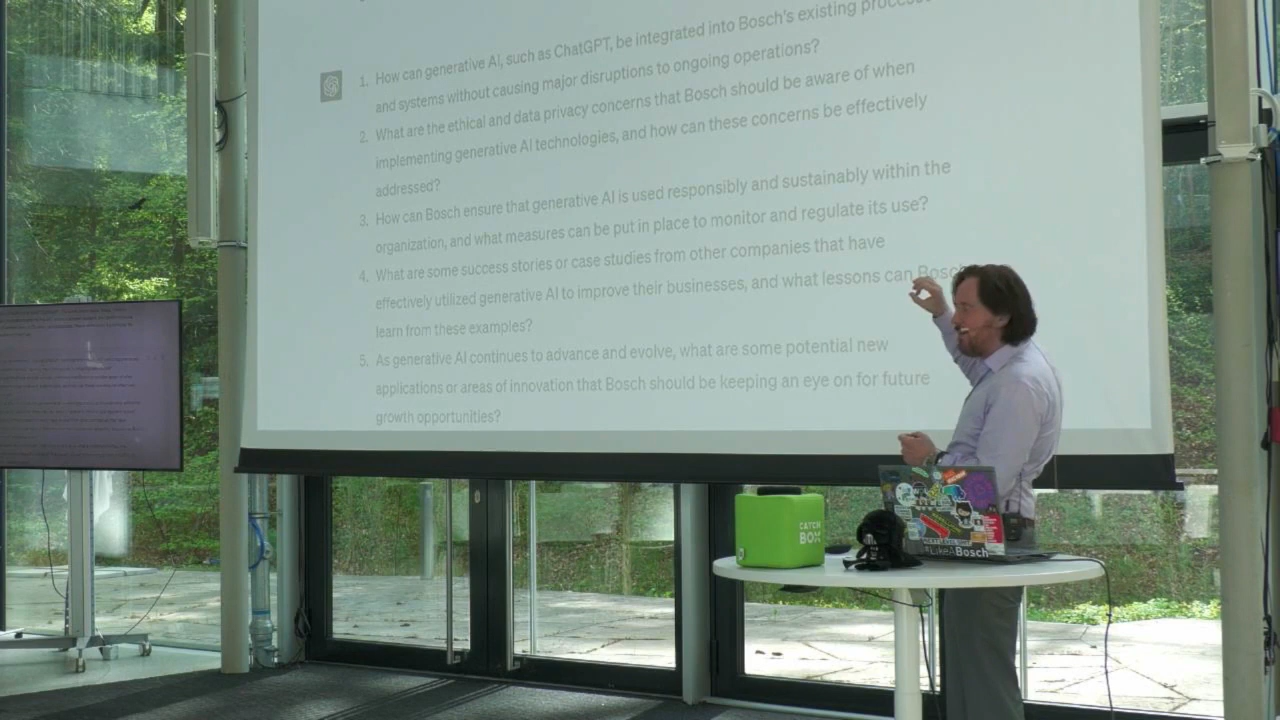 1. How can generative AI, such as ChatGPT, be integrated into Bosch's existing processes
and systems without causing major disruptions to ongoing operations?
2. What are the ethical and data privacy concerns that Bosch should be aware of when
implementing generative AI technologies, and how can these concerns be effectively
addressed?
3. How can Bosch ensure that generative AI is used responsibly and sustainably within the
organization, and what measures can be put in place to monitor and regulate its use?
4. What are some success stories or case studies from other companies that have
effectively utilized generative AI to improve their businesses, and what lessons can Bosch
learn from these examples?
5. As generative AI continues to advance and evolve, what are some potential new
applications or areas of innovation that Bosch should be keeping an eye on for future
growth opportunities?
CATCH
BOX
#LikeABosch